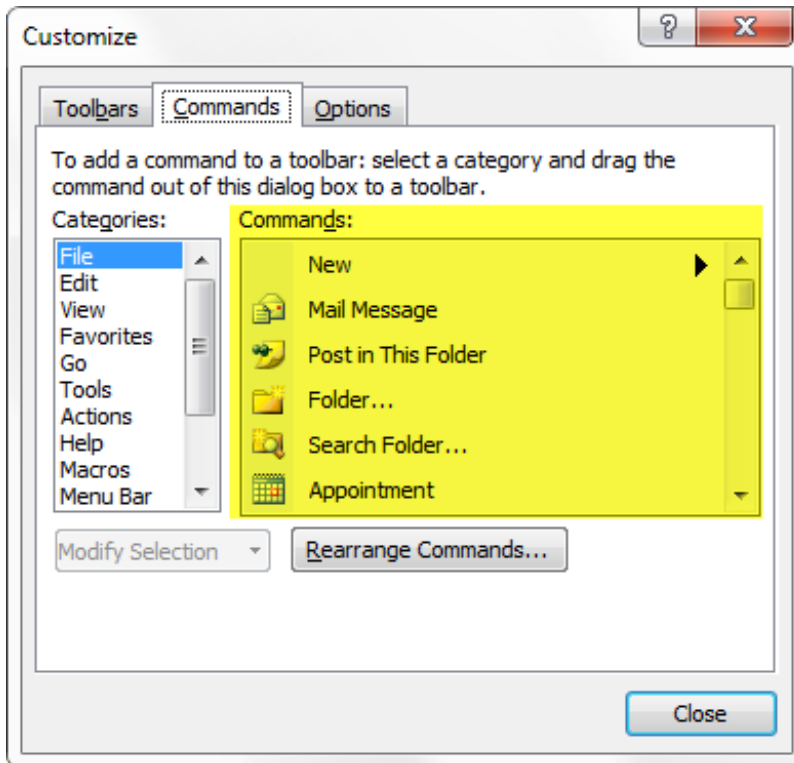 Customize
Toolbars
Commands
Options
To add a command to a toolbar: select a category and drag the
command out of this dialog box to a toolbar.
Categories:
File
Edit
View
Favorites
Go
Tools
Actions
Help
Macros
Menu Bar
Commands:
New
Mail Message
Post in This Folder
Folder...
Search Folder...
Appointment
Modify Selection
Rearrange Commands...
Close